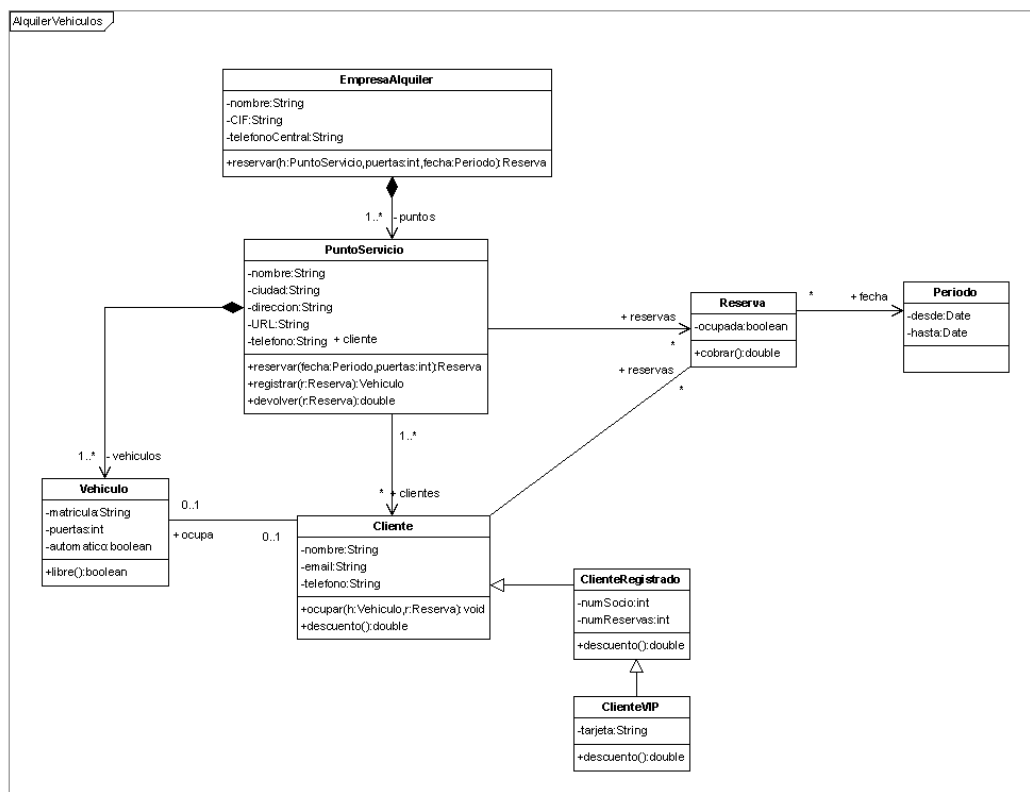 AlquilerVehiculos
EmpresaAlquiler
-nombre:String
-CIF:String
-telefonoCentral:String
+reservar(h:PuntoServicio,puertas:int,fecha:Periodo):Reserva
1..* - puntos
PuntoServicio
-nombre:String
-ciudad:String
-direccion:String
-URL:String
-telefono:String + cliente
+reservar(fecha:Periodo,puertas:int):Reserva
+registrar(r:Reserva):Vehiculo
+devolver(r:Reserva):double
+ reservas
*
Reserva
-ocupada:boolean
+cobrar():double
* + fecha
Periodo
-desde:Date
-hasta:Date
+ reservas
*
1..*
* + clientes
1..* - vehiculos
Vehiculo
-matricula:String
-puertas:int
-automatico:boolean
+libre():boolean
0..1
+ ocupa
0..1
Cliente
-nombre:String
-email:String
-telefono:String
+ocupar(h:Vehiculo,r:Reserva):void
+descuento():double
ClienteRegistrado
-numSocio:int
-numReservas:int
+descuento():double
ClienteVIP
-tarjeta:String
+descuento():double